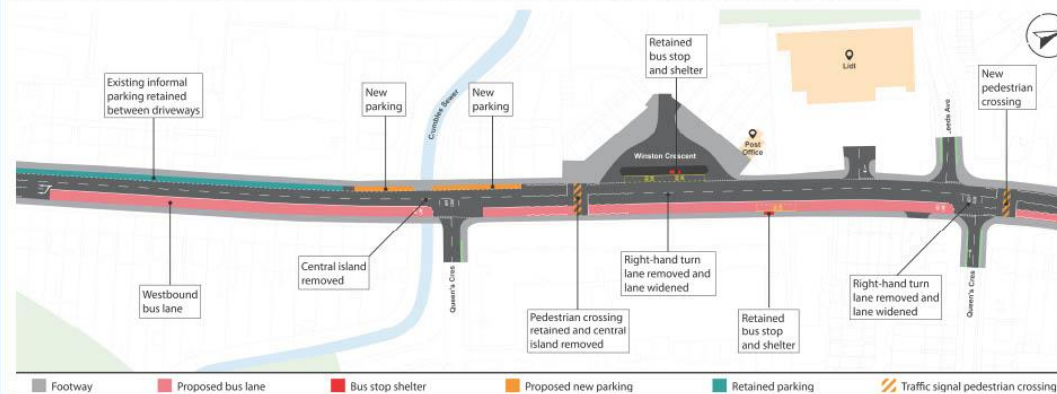 Retained
bus stop
and shelter
Lidl
New
pedestrian
crossing
Existing informal
parking retained
between driveways
New
parking
New
parking
Crumbles Sewer
Leeds Ave
Post
Office
Winston Crescent
Central island
removed
Westbound
bus lane
Queen's Cres
Pedestrian crossing
retained and central
island removed
Right-hand turn
lane removed and
lane widened
Retained
bus stop
and shelter
Right-hand turn
lane removed and
lane widened
Queen's Cres
Footway
Proposed bus lane
Bus stop shelter
Proposed new parking
Retained parking
Traffic signal pedestrian crossing